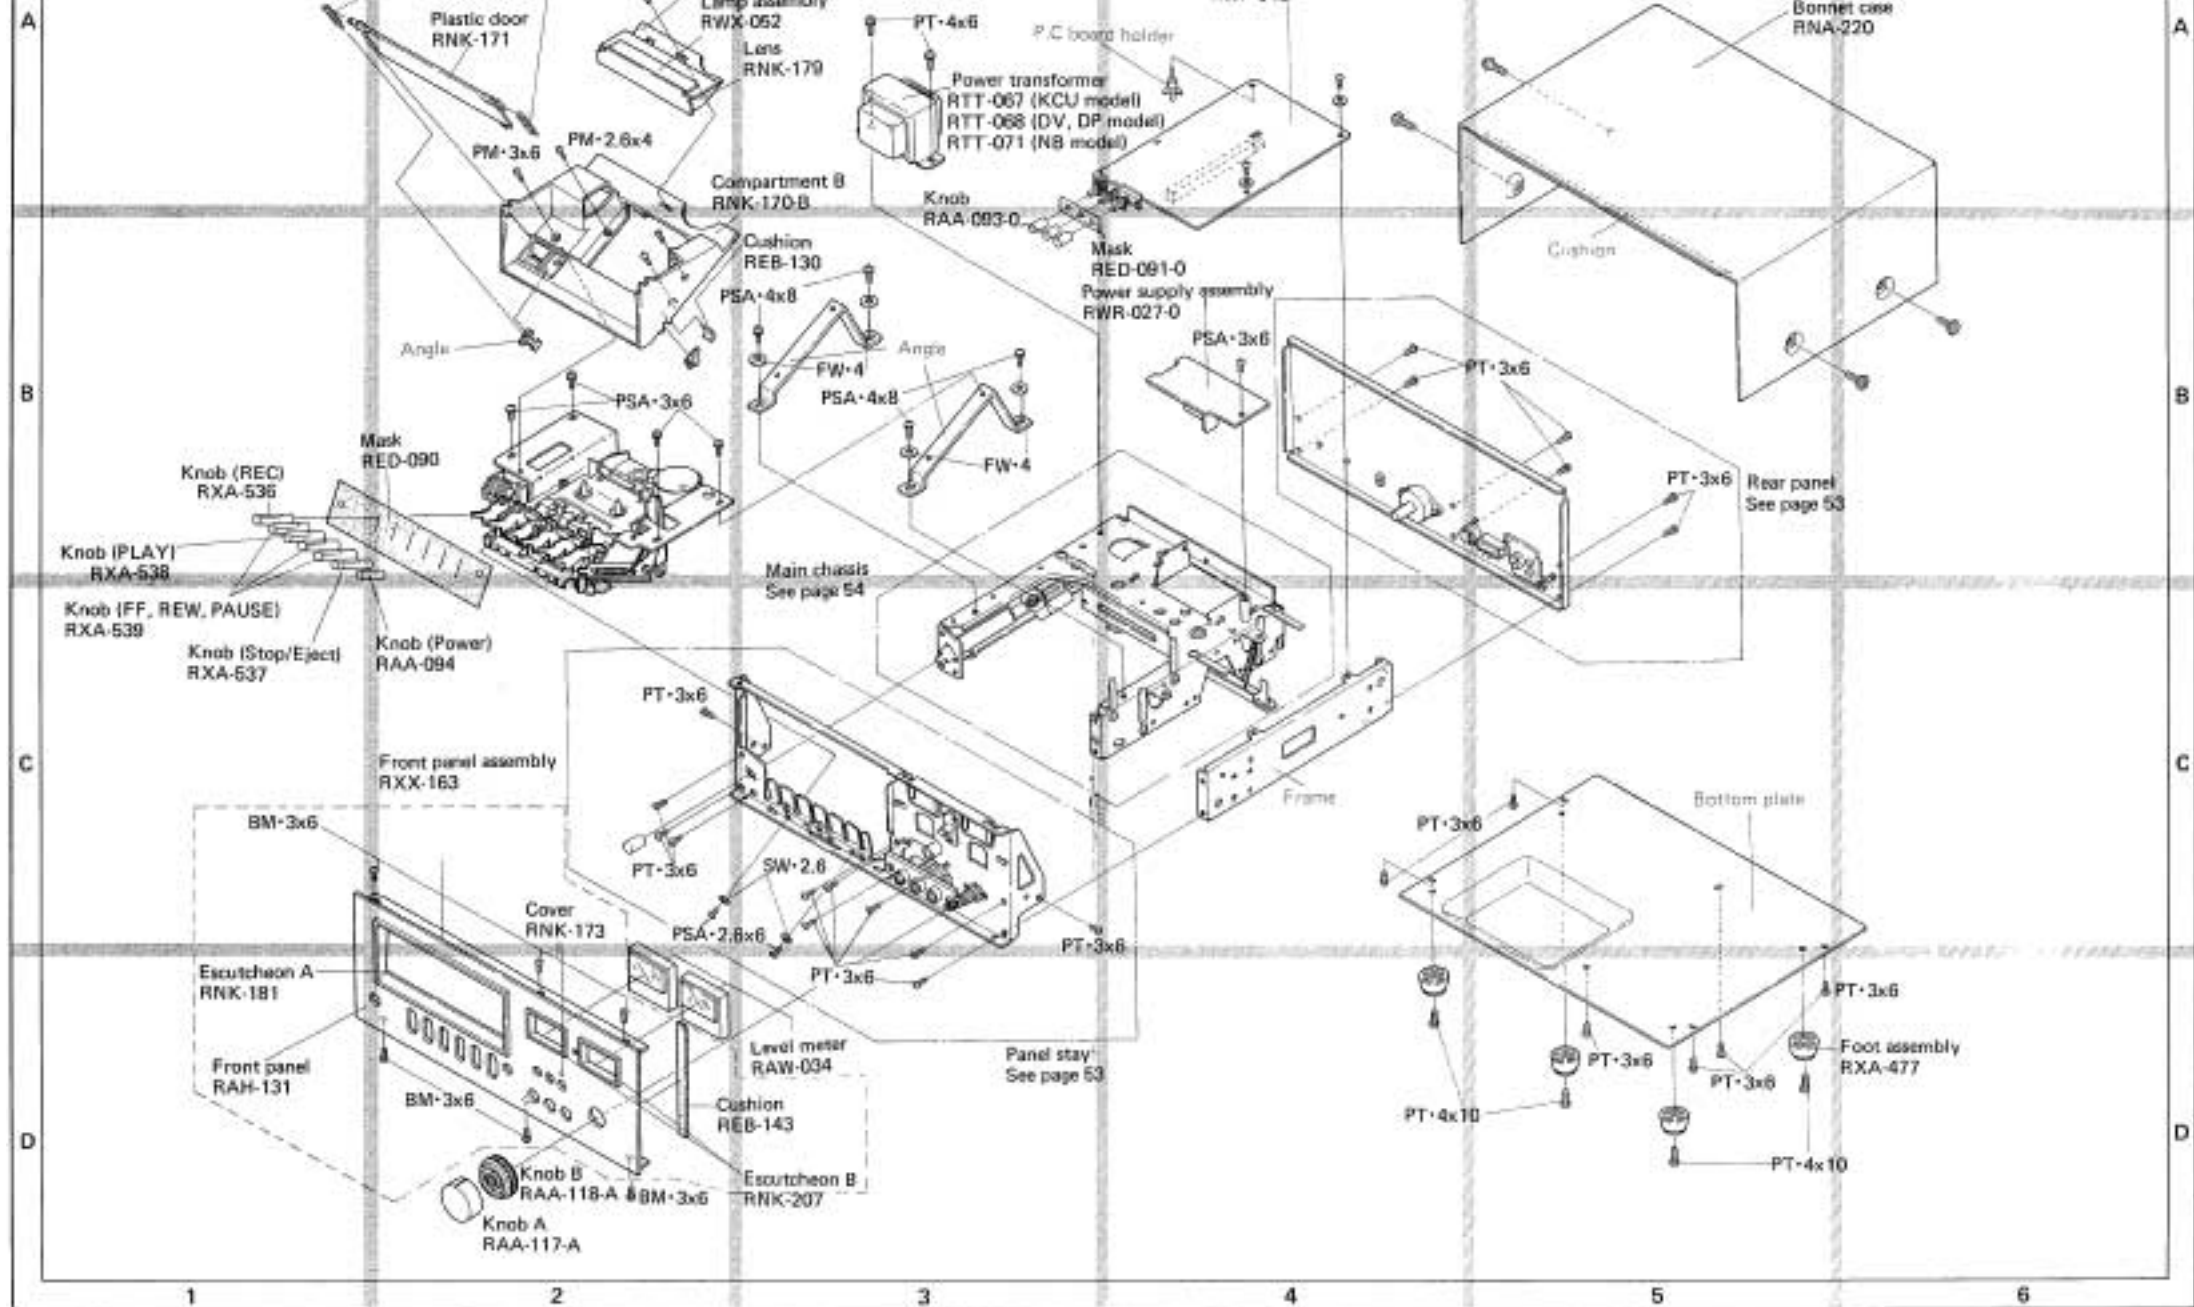 A
Plastic door
RNK-171
RWX-052
Lens
RNK-179
PT·4x6
P.C board holder
Bonnet case
RNA-220
A
Power transformer
RTT-067 (KCU model)
RTT-068 (DV, DP model)
RTT-071 (NB model)
PM·3x6
PM·2.6x4
Compartment B
RNK-170-B
Knob
RAA-093-0
Cushion
REB-130
Mask
RED-091-0
Cushion
PSA·4x8
Power supply assembly
RWR-027-0
PSA·3x6
Angle
Angle
FW·4
PT·3x6
B
PSA·4x8
PSA·3x6
B
Mask
RED-090
FW·4
Knob (REC)
RXA-536
PT·3x6
Rear panel
See page 53
Knob (PLAY)
RXA-538
Main chassis
See page 54
Knob (FF, REW, PAUSE)
RXA-539
Knob (Stop/Eject)
RXA-537
Knob (Power)
RAA-094
PT·3x6
C
Front panel assembly
RXX-163
C
Frame
Bottom plate
BM·3x6
PT·3x6
PT·3x6
SW·2.6
Cover
RNK-173
PSA·2.6x6
PT·3x6
PT·3x6
Escutcheon A
RNK-181
PT·3x6
Level meter
RAW-034
Panel stay
See page 53
Front panel
RAH-131
PT·3x6
PT·3x6
Foot assembly
RXA-477
BM·3x6
Cushion
REB-143
PT·4x10
D
D
PT·4x10
Knob B
RAA-118-A
BM·3x6
Escutcheon B
RNK-207
Knob A
RAA-117-A
1
2
3
4
5
6